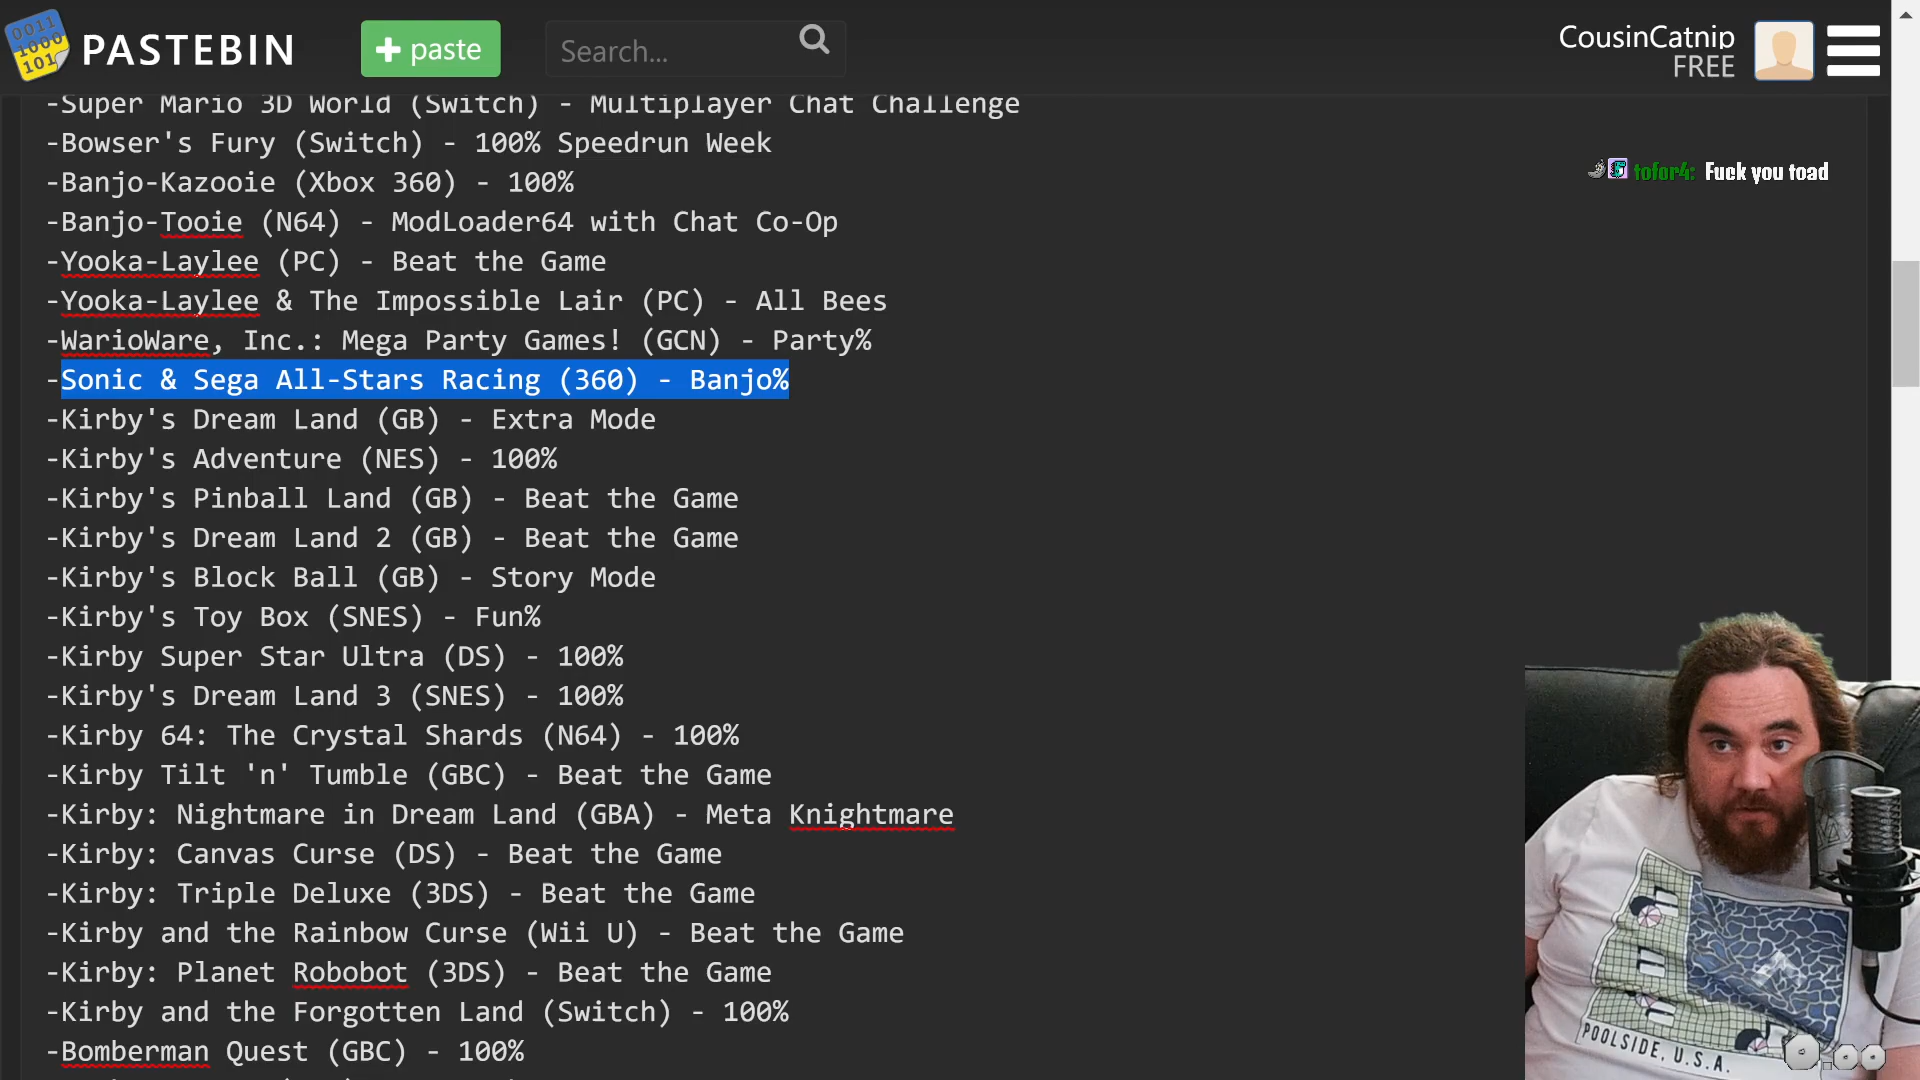 0011
1000
101
PASTEBIN
+ paste
Search...
CousinCatnip
FREE
-Super Mario 3D World (Switch) - Multiplayer Chat Challenge
-Bowser's Fury (Switch) - 100% Speedrun Week
-Banjo-Kazooie (Xbox 360) - 100%
tofor4: Fuck you toad
-Banjo-Tooie (N64) - ModLoader64 with Chat Co-Op
-Yooka-Laylee (PC) - Beat the Game
-Yooka-Laylee & The Impossible Lair (PC) - All Bees
-WarioWare, Inc.: Mega Party Games! (GCN) - Party%
-Sonic & Sega All-Stars Racing (360) - Banjo%
-Kirby's Dream Land (GB) - Extra Mode
-Kirby's Adventure (NES) - 100%
-Kirby's Pinball Land (GB) - Beat the Game
-Kirby's Dream Land 2 (GB) - Beat the Game
-Kirby's Block Ball (GB) - Story Mode
-Kirby's Toy Box (SNES) - Fun%
-Kirby Super Star Ultra (DS) - 100%
-Kirby's Dream Land 3 (SNES) - 100%
-Kirby 64: The Crystal Shards (N64) - 100%
-Kirby Tilt 'n' Tumble (GBC) - Beat the Game
-Kirby: Nightmare in Dream Land (GBA) - Meta Knightmare
-Kirby: Canvas Curse (DS) - Beat the Game
-Kirby: Triple Deluxe (3DS) - Beat the Game
-Kirby and the Rainbow Curse (Wii U) - Beat the Game
-Kirby: Planet Robobot (3DS) - Beat the Game
-Kirby and the Forgotten Land (Switch) - 100%
-Bomberman Quest (GBC) - 100%
POOLSIDE, U.S.A.
0.00